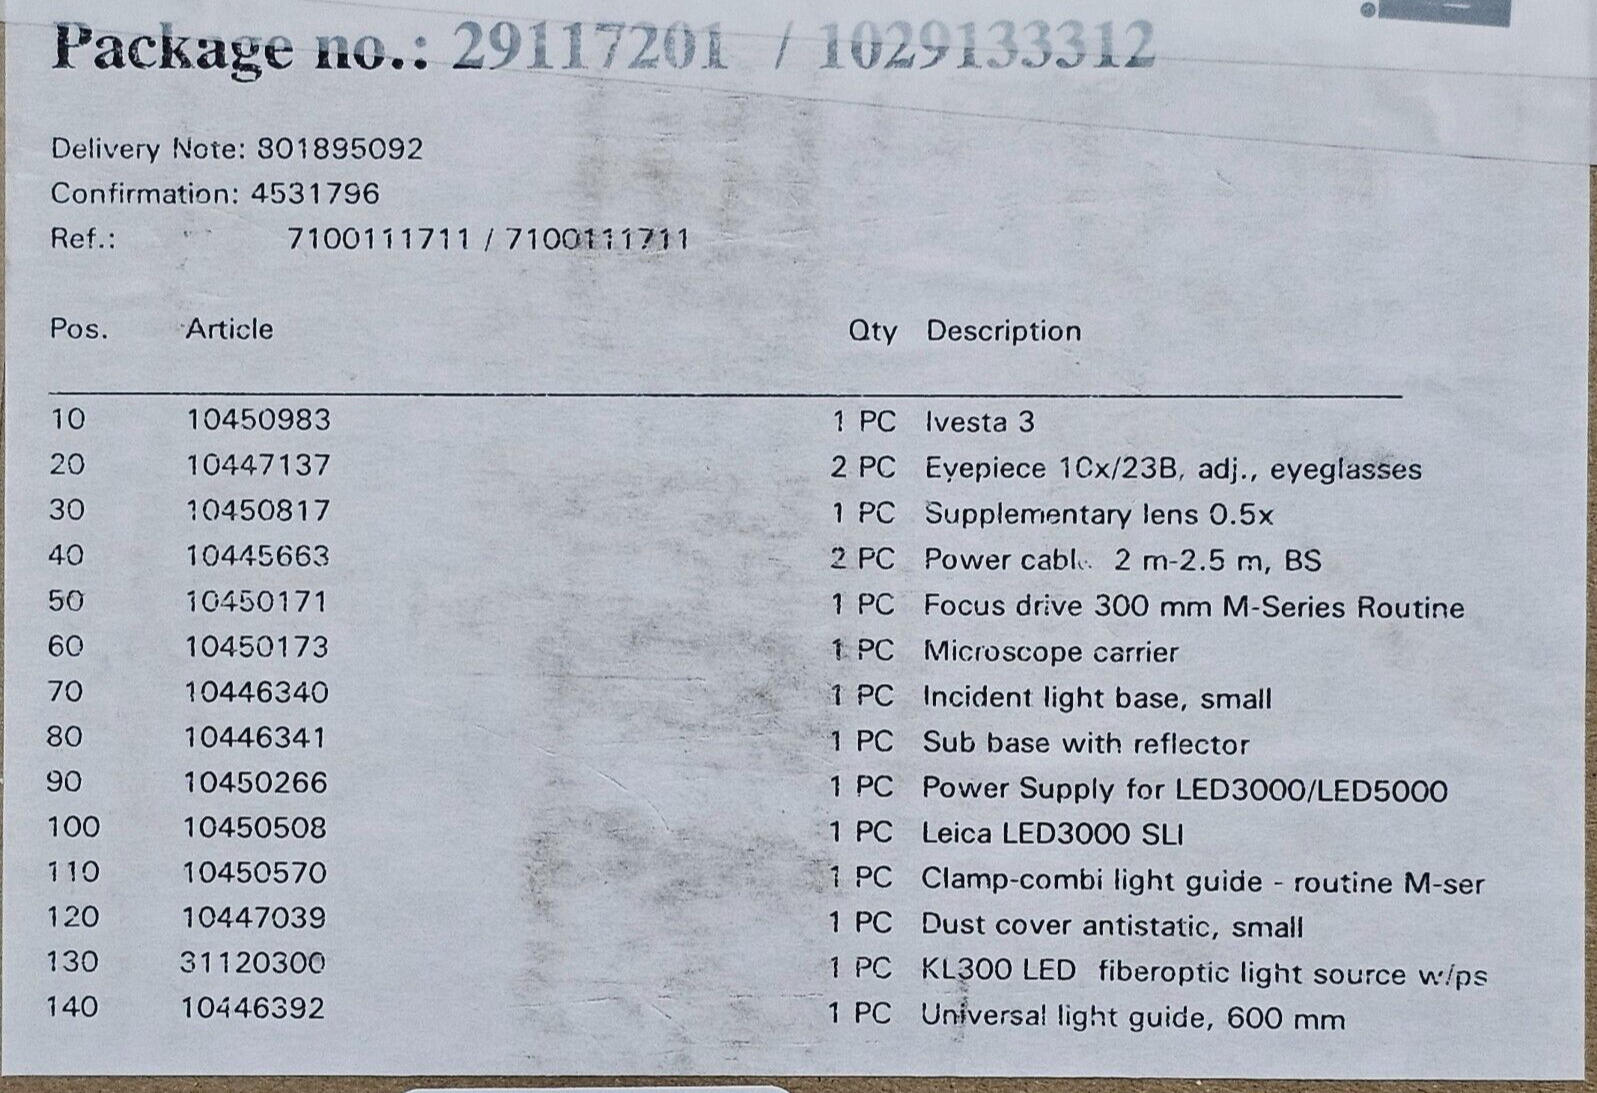 Package no.: 29117201 / 1029133312
Delivery Note: 801895092
Confirmation: 4531796
Ref.: 7100111711 / 7100111711
Pos. Article Qty Description
10 10450983 1 PC Ivesta 3
20 10447137 2 PC Eyepiece 10x/23B, adj., eyeglasses
30 10450817 1 PC Supplementary lens 0.5x
40 10445663 2 PC Power cable 2 m-2.5 m, BS
50 10450171 1 PC Focus drive 300 mm M-Series Routine
60 10450173 1 PC Microscope carrier
70 10446340 1 PC Incident light base, small
80 10446341 1 PC Sub base with reflector
90 10450266 1 PC Power Supply for LED3000/LED5000
100 10450508 1 PC Leica LED3000 SLI
110 10450570 1 PC Clamp-combi light guide - routine M-ser
120 10447039 1 PC Dust cover antistatic, small
130 31120300 1 PC KL300 LED fiberoptic light source w/ps
140 10446392 1 PC Universal light guide, 600 mm